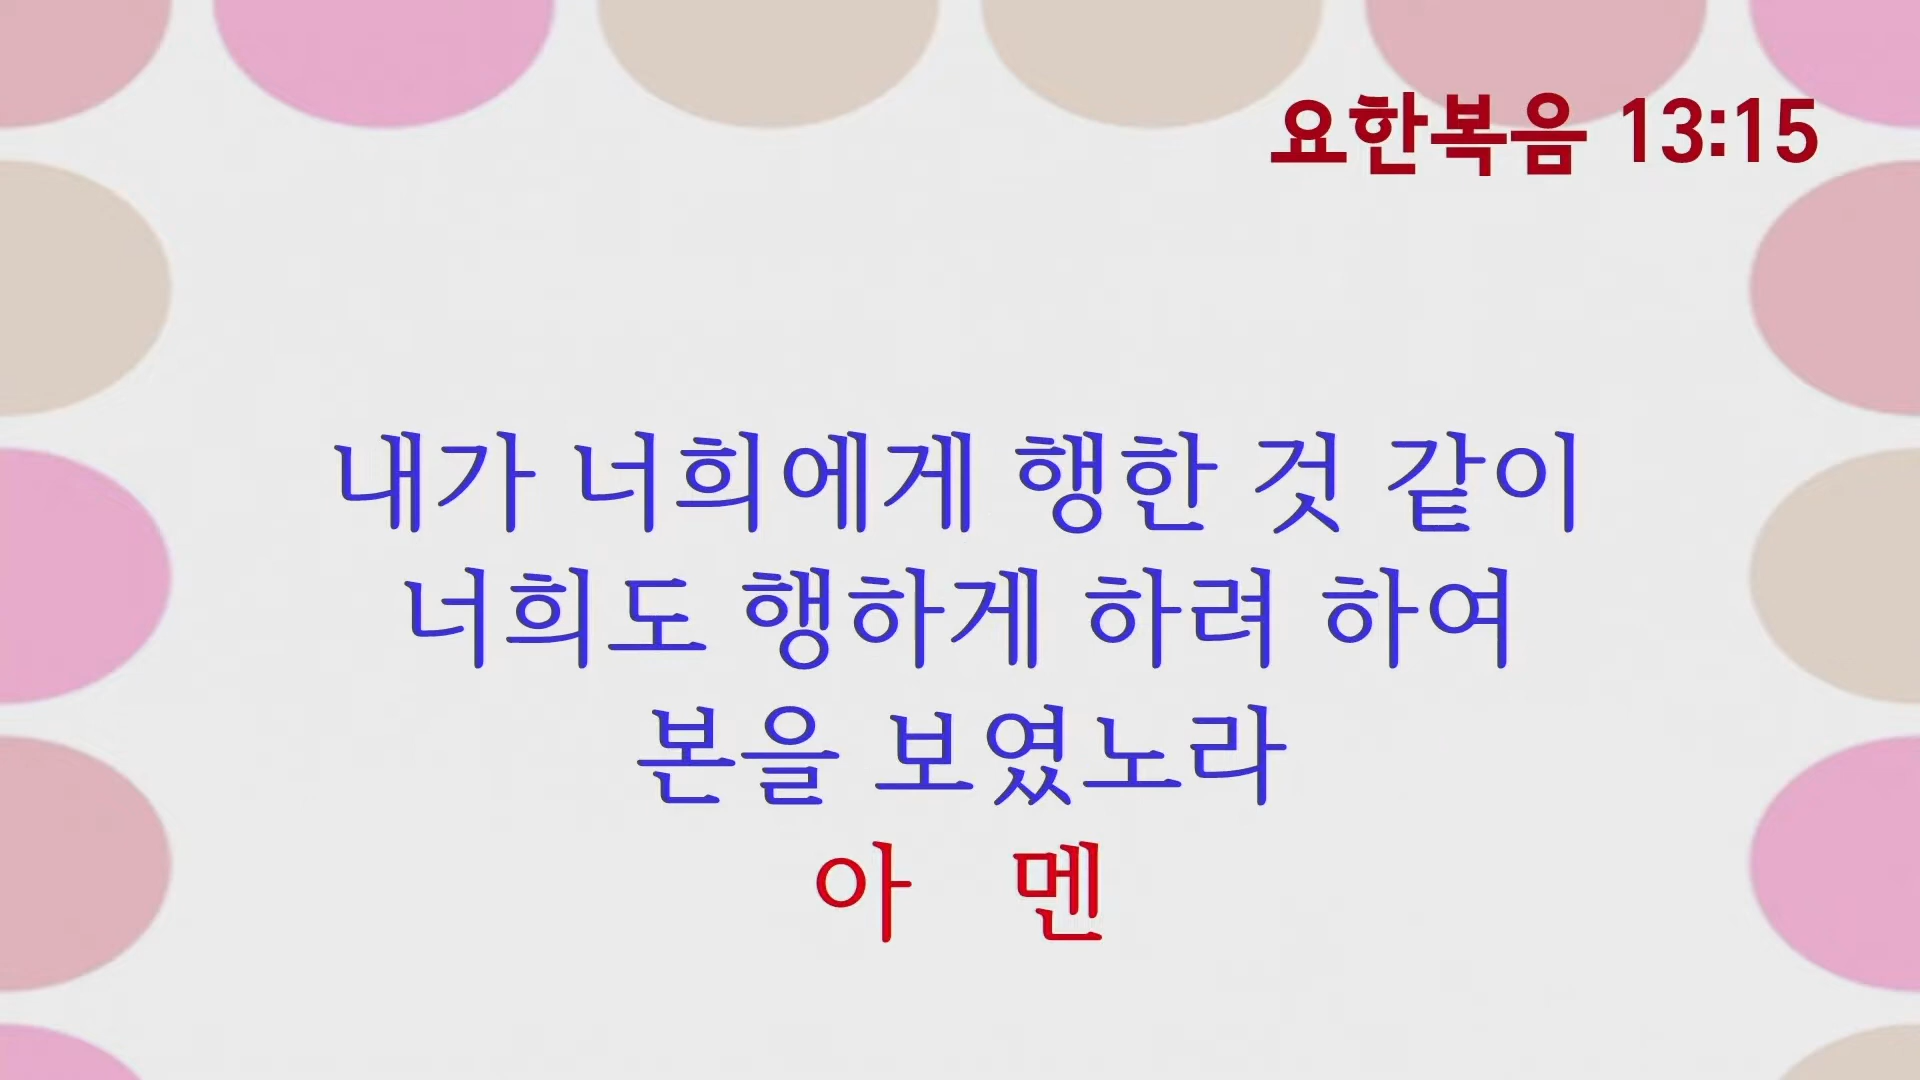 요한복음 13:15
내가 너희에게 행한 것 같이
너희도 행하게 하려 하여
본을 보였노라
아 멘